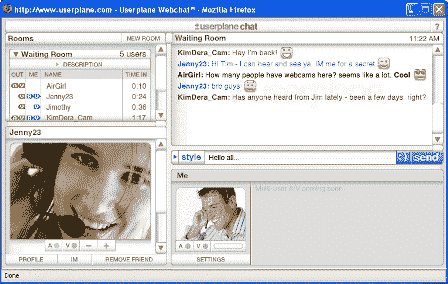 http://www.userplane.com - Userplane Webchat™ - Mozilla Firefox
userplane chat
?
Rooms
NEW ROOM
Waiting Room
11:22 AM
Waiting Room 5 users
DESCRIPTION
OUT ME NAME TIME IN
AirGirl 0:10
Jenny23 0:24
Jimothy 0:36
KimDera_Cam 1:17
KimDera_Cam: Hay I'm back!
Jenny23: Hi Tim - I can hear and see ya. IM me for a secret
AirGirl: How many people have webcams here? seems like a lot. Cool
Jenny23: brb guys
KimDera_Cam: Has anyone heard from Jim lately - been a few days, right?
style
Hello all...
send
Jenny23
Me
A V - +
A V
PROFILE IM REMOVE FRIEND
SETTINGS
Done